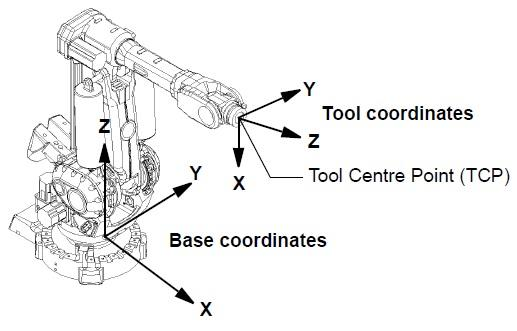 Y
Tool coordinates
Z
Z
X
Tool Centre Point (TCP)
Y
Base coordinates
X